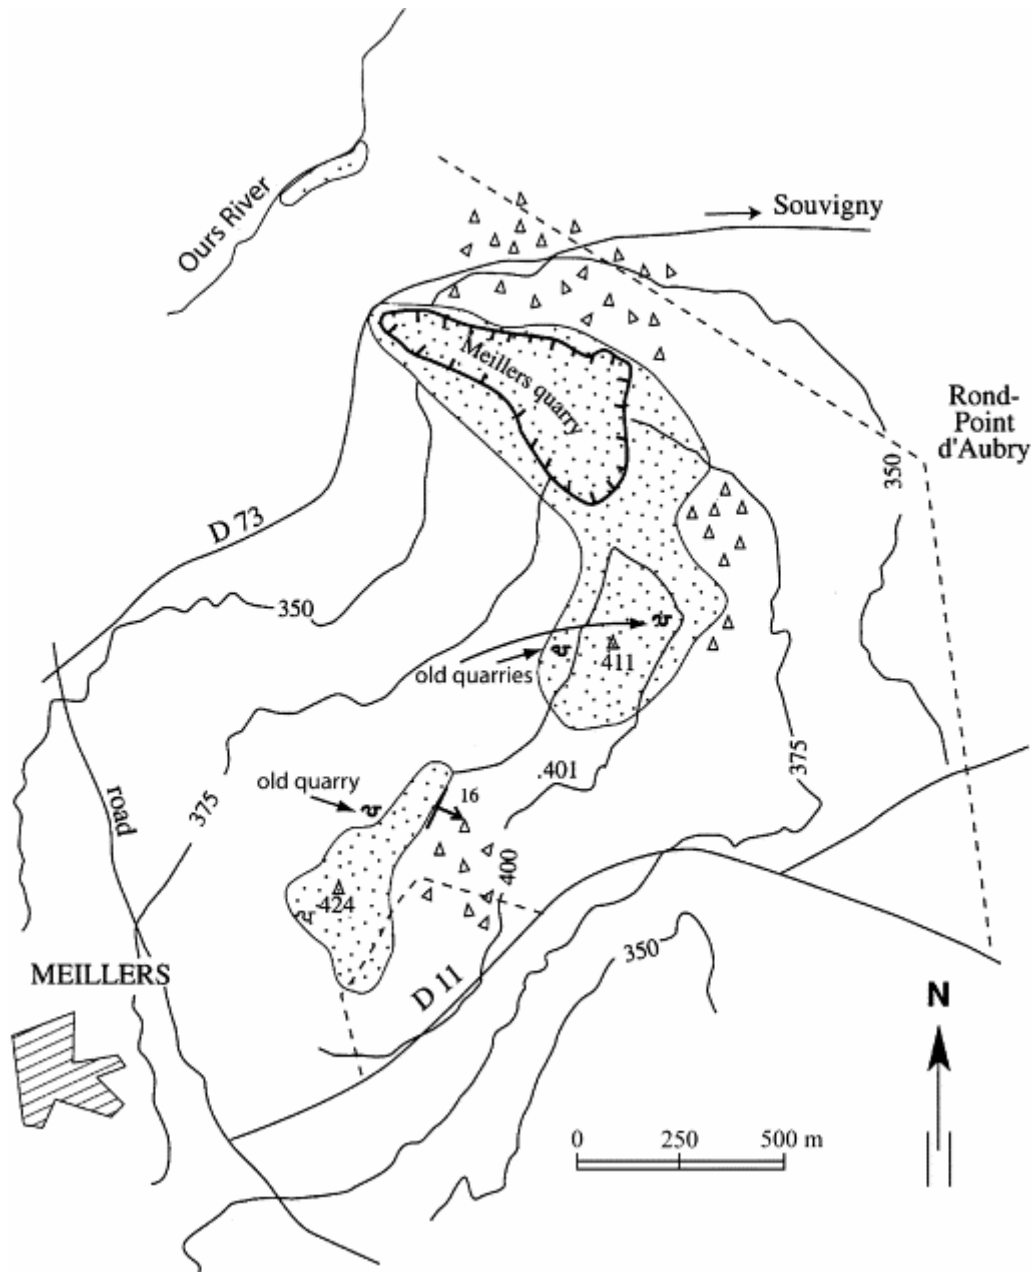 Souvigny
Ours River
Meillers quarry
Rond-
Point
d'Aubry
350
D 73
350
411
old quarries
.401
375
old quarry
16
375
road
400
424
MEILLERS
350
D 11
N
0 250 500 m